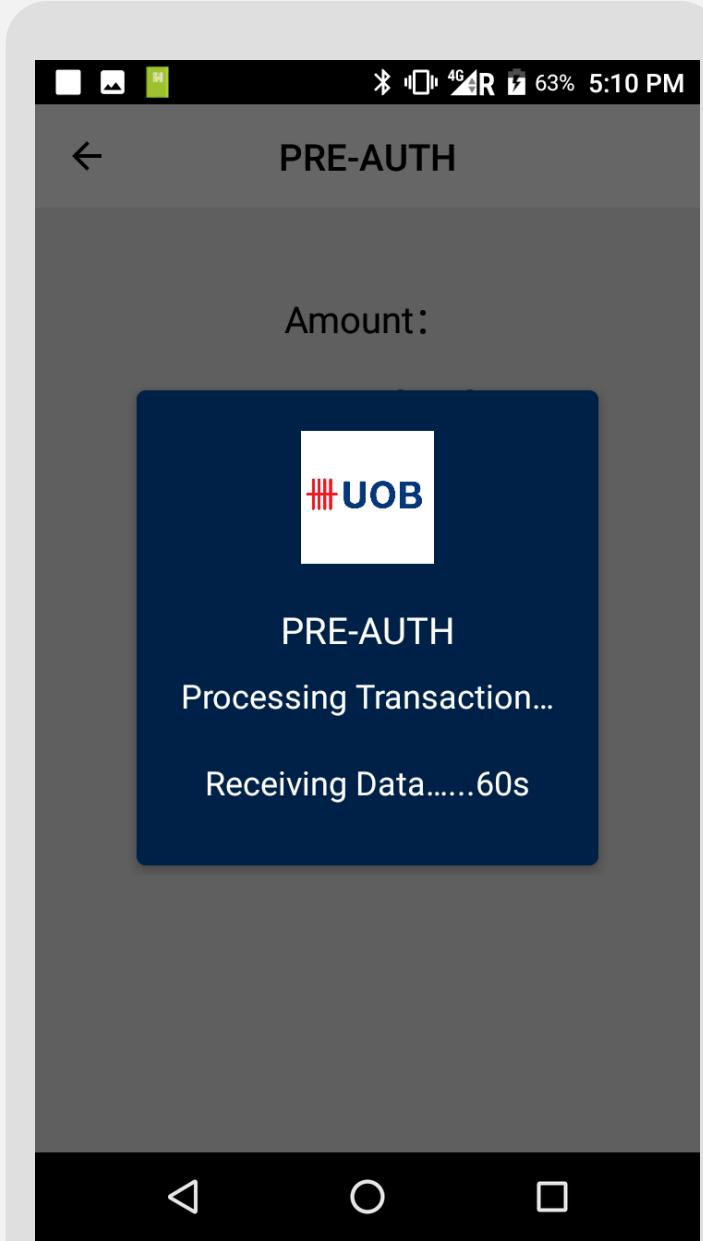 4G R 63% 5:10 PM
PRE-AUTH
Amount:
UOB
PRE-AUTH
Processing Transaction...
Receiving Data......60s